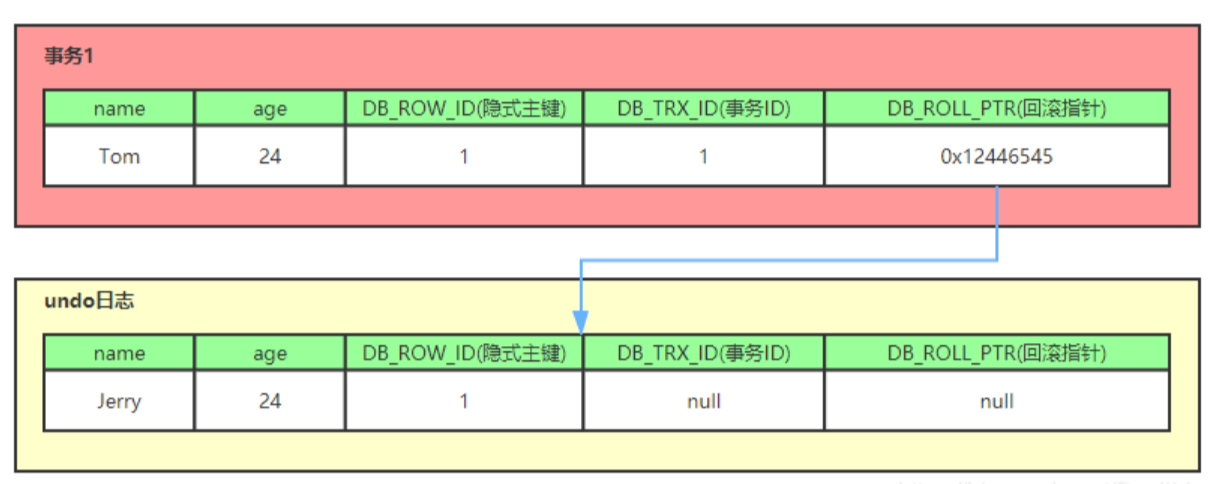 事务1
name age DB_ROW_ID(隐式主键) DB_TRX_ID(事务ID) DB_ROLL_PTR(回滚指针)
Tom 24 1 1 0x12446545
undo日志
name age DB_ROW_ID(隐式主键) DB_TRX_ID(事务ID) DB_ROLL_PTR(回滚指针)
Jerry 24 1 null null